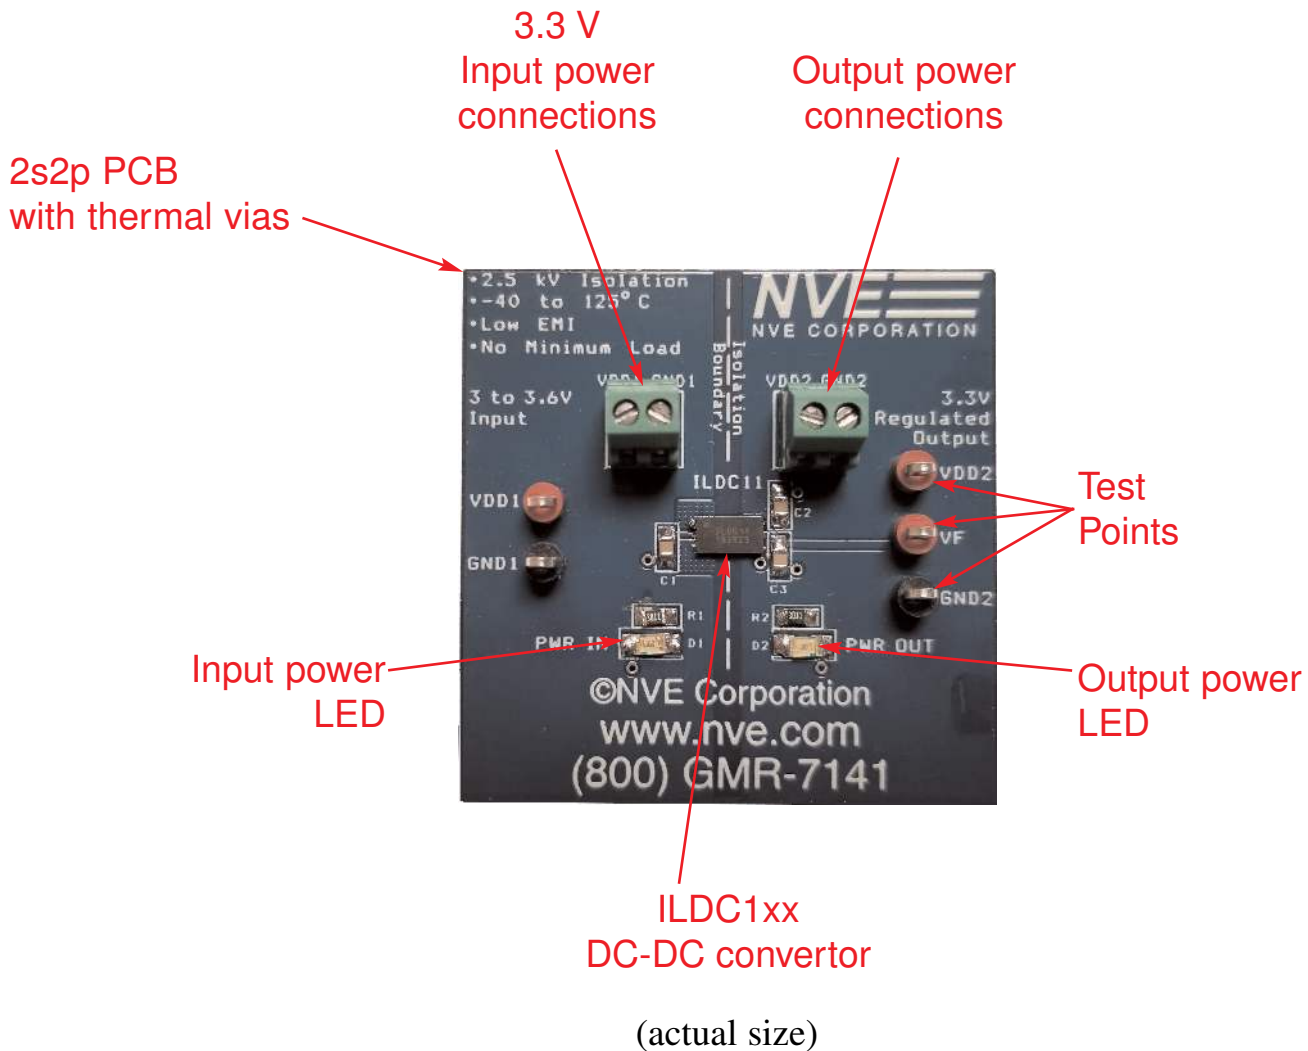 3.3 V
Input power
connections
Output power
connections
2s2p PCB
with thermal vias
•2.5 kV Isolation
•-40 to 125°C
•Low EMI
•No Minimum Load
NVE
NVE CORPORATION
Isolation
Boundary
VDD1 GND1
VDD2 GND2
3 to 3.6V
Input
3.3V
Regulated
Output
ILDC11
VDD2
VDD1
C2
VF
Test
Points
GND1
C1
C3
GND2
R1
R2
PWR IN
D1
D2
PWR OUT
Input power
LED
Output power
LED
©NVE Corporation
www.nve.com
(800) GMR-7141
ILDC1xx
DC-DC convertor
(actual size)